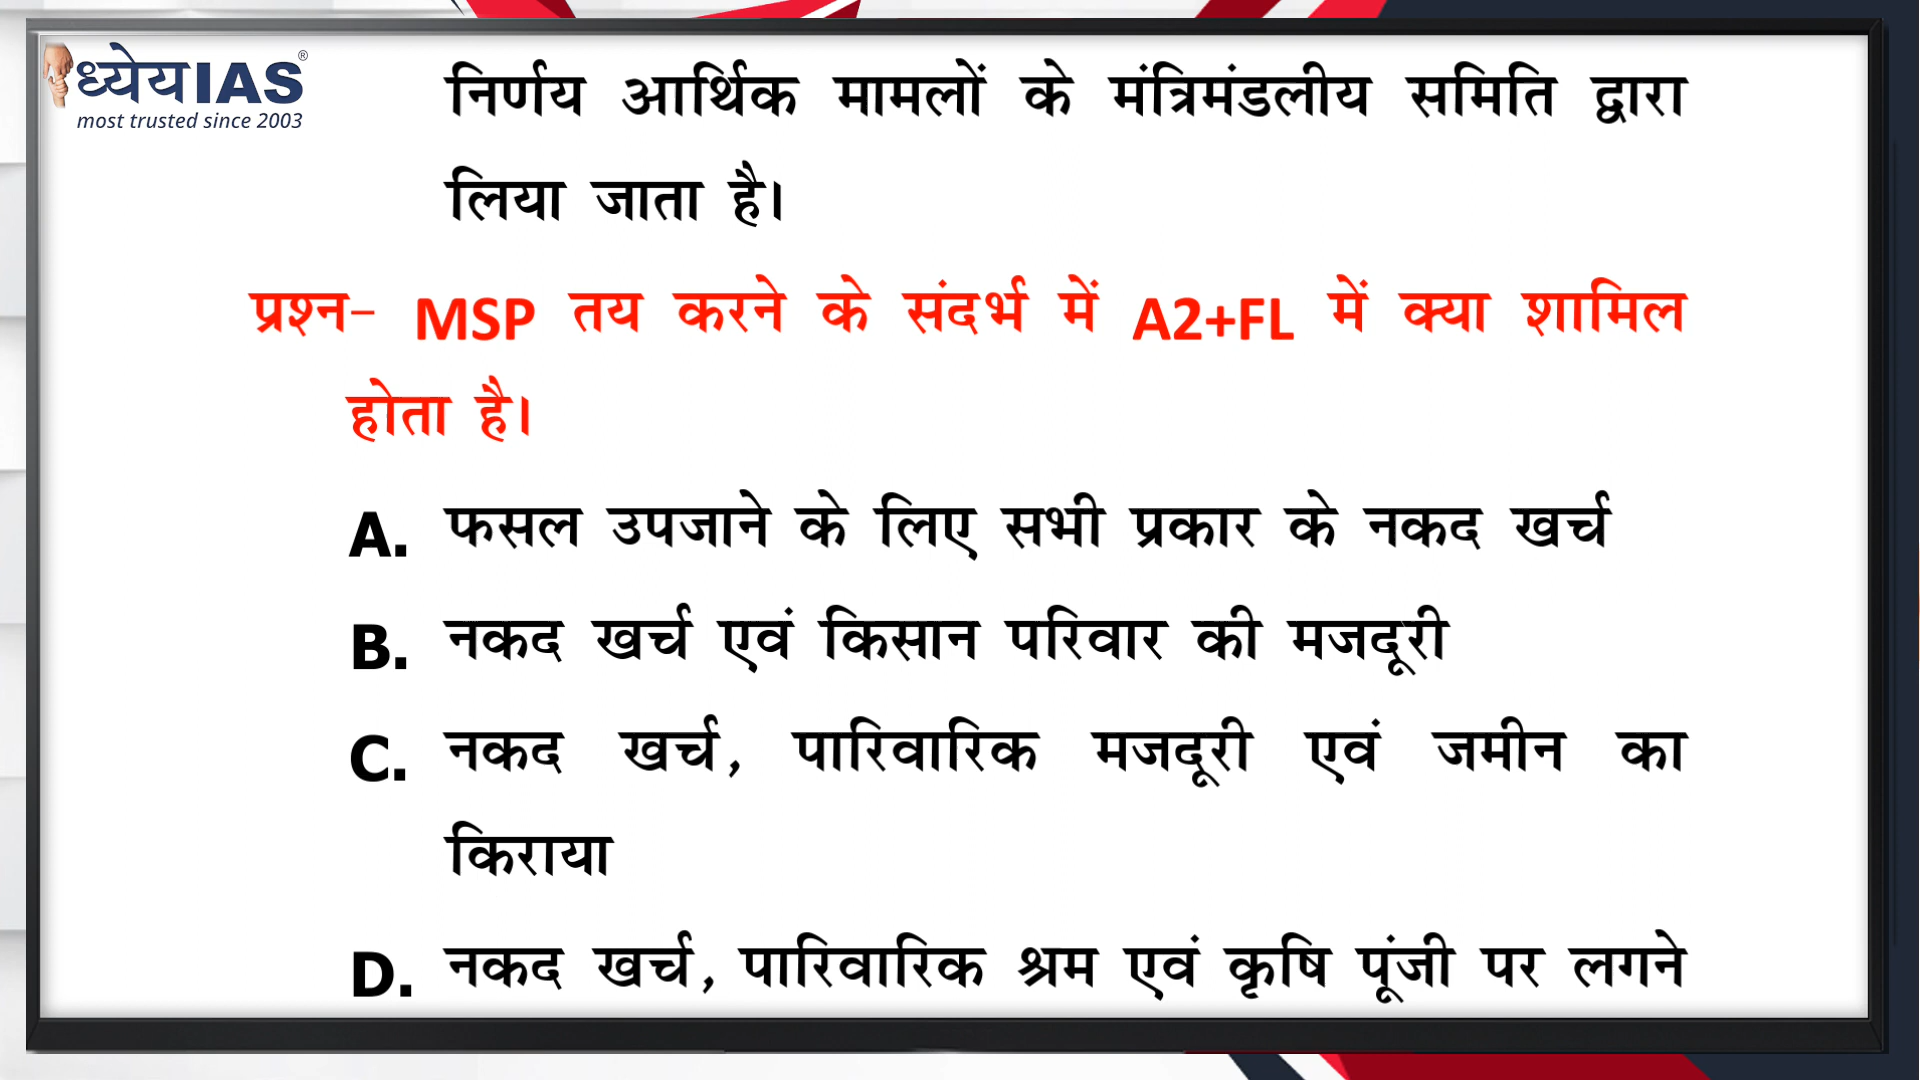 ध्येयIAS®
most trusted since 2003
निर्णय आर्थिक मामलों के मंत्रिमंडलीय समिति द्वारा
लिया जाता है।
प्रश्न- MSP तय करने के संदर्भ में A2+FL में क्या शामिल
होता है।
A. फसल उपजाने के लिए सभी प्रकार के नकद खर्च
B. नकद खर्च एवं किसान परिवार की मजदूरी
C. नकद खर्च, पारिवारिक मजदूरी एवं जमीन का
किराया
D. नकद खर्च, पारिवारिक श्रम एवं कृषि पूंजी पर लगने